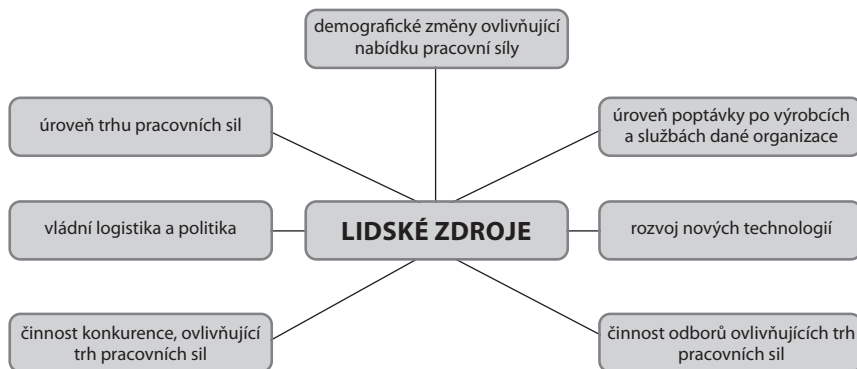 demografické změny ovlivňující
nabídku pracovní síly
úroveň trhu pracovních sil
úroveň poptávky po výrobcích
a službách dané organizace
vládní logistika a politika
LIDSKÉ ZDROJE
rozvoj nových technologií
činnost konkurence, ovlivňující
trh pracovních sil
činnost odborů ovlivňujících trh
pracovních sil